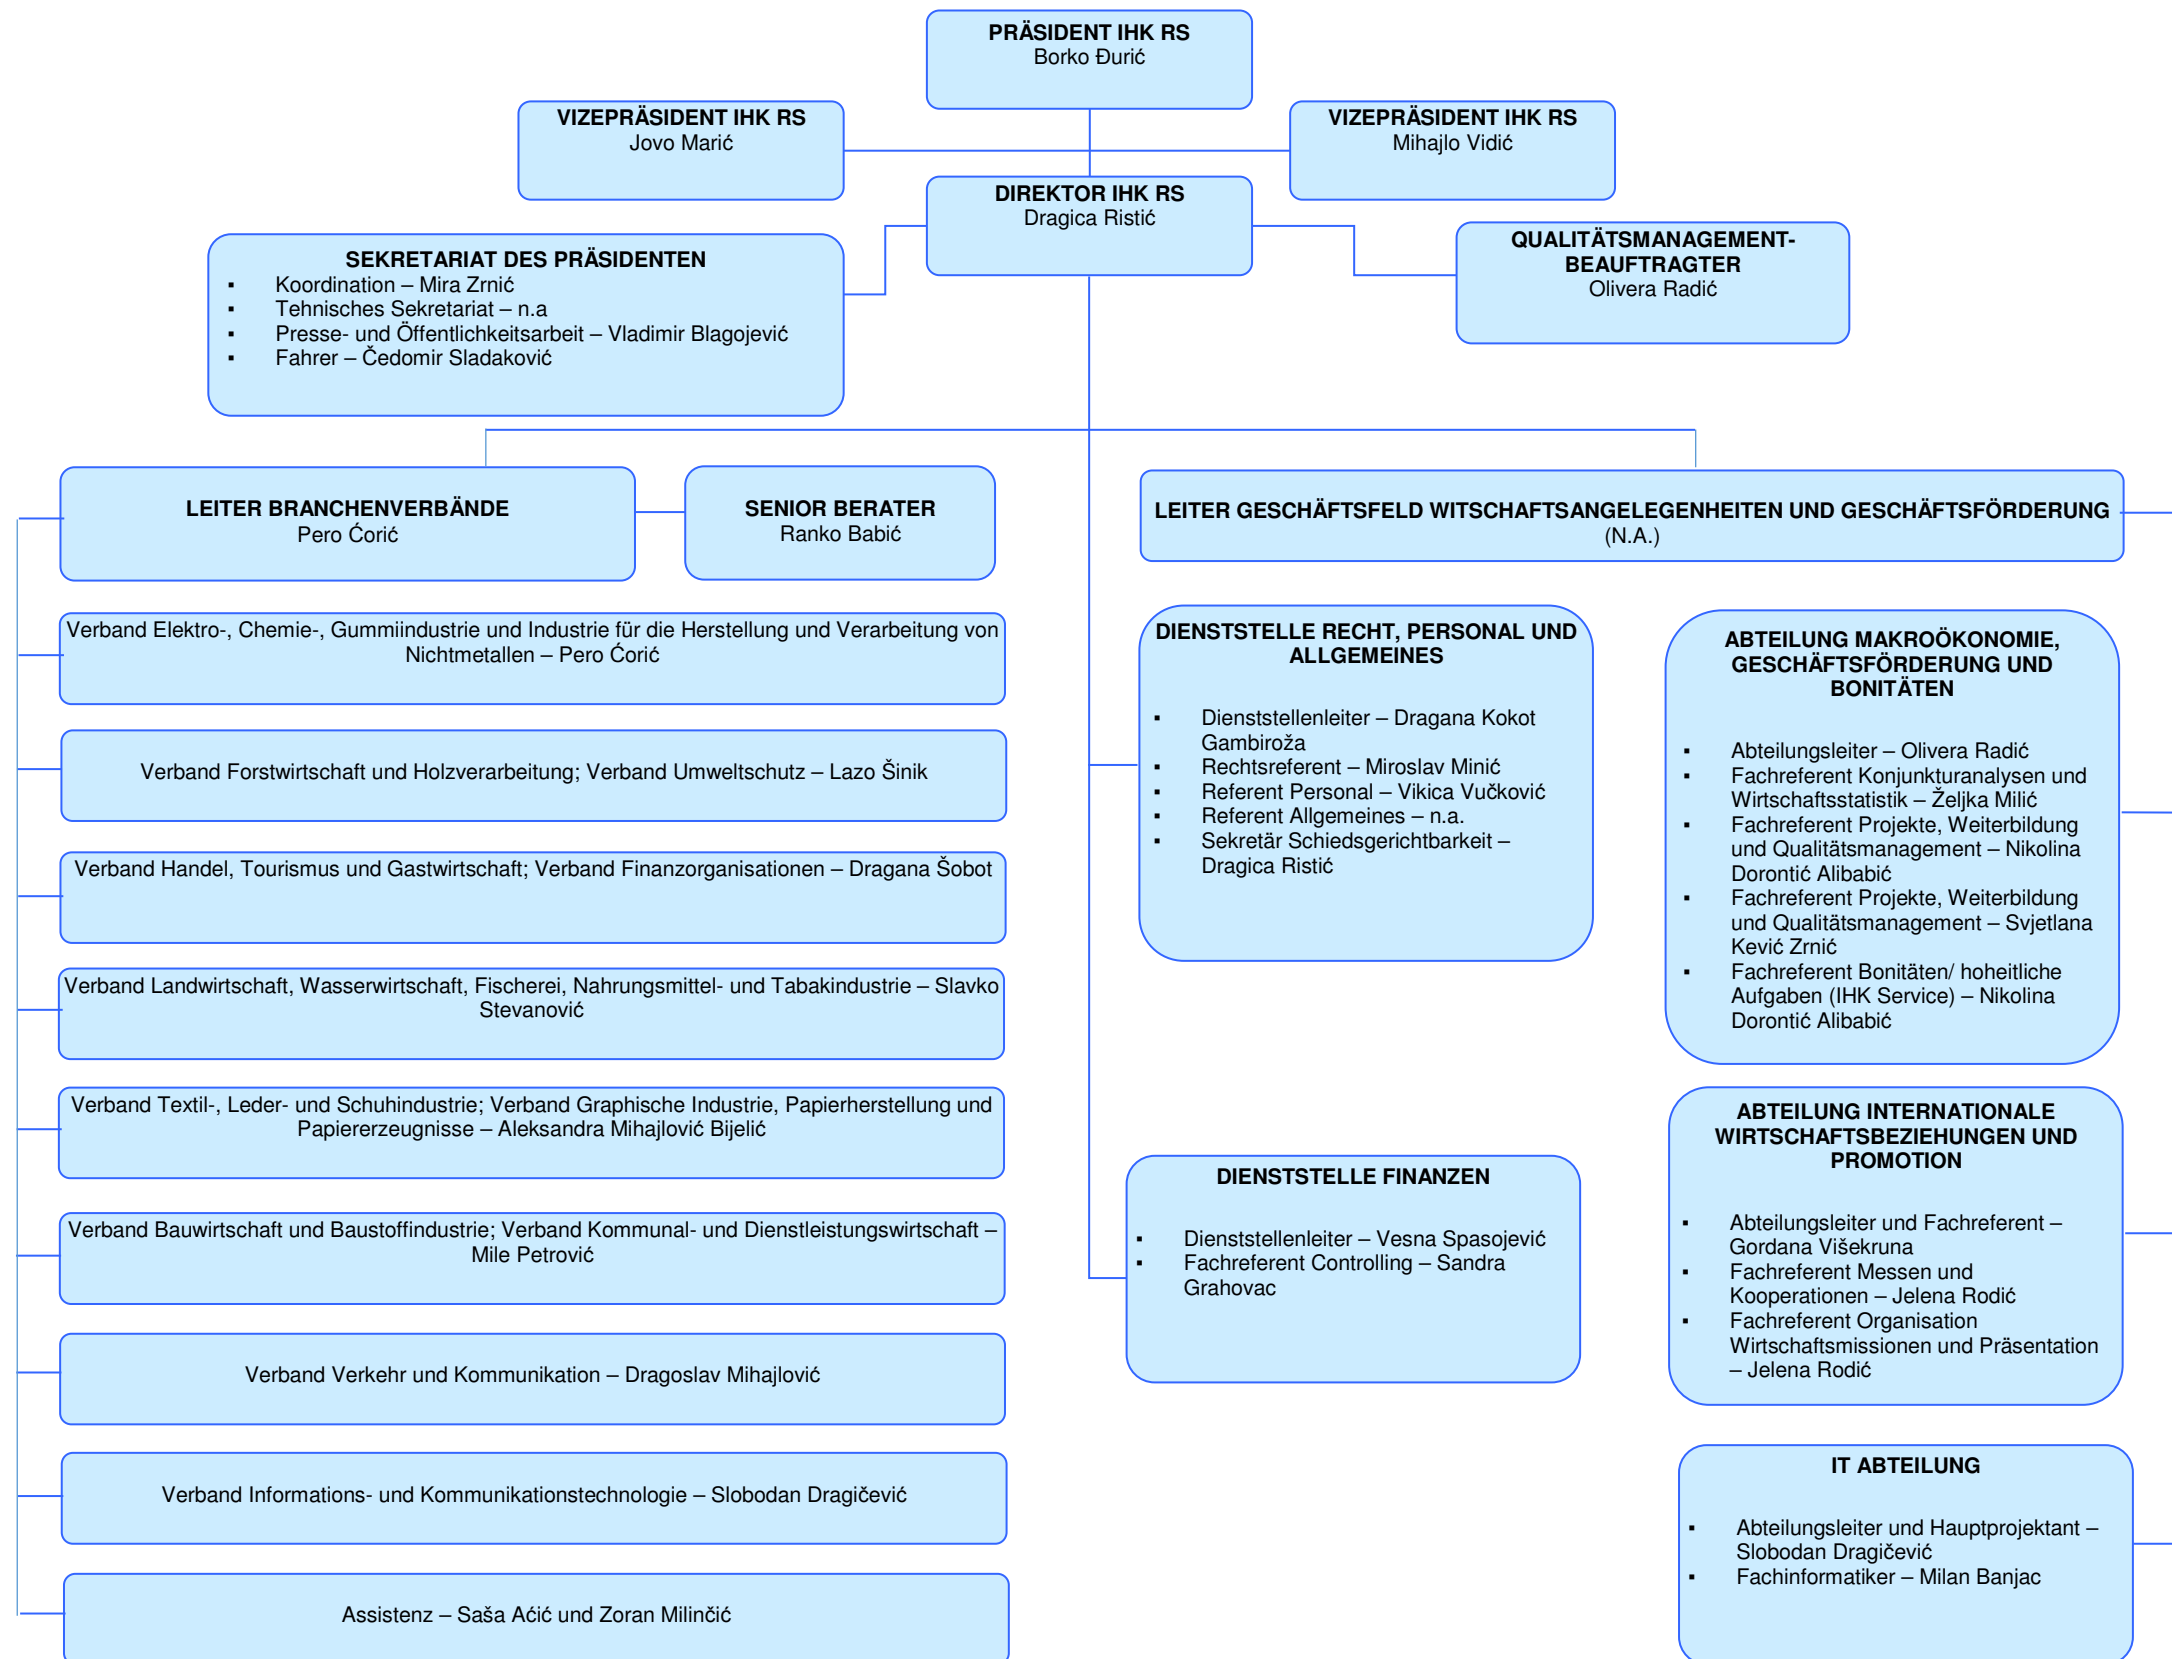 PRÄSIDENT IHK RS
Borko Đurić
VIZEPRÄSIDENT IHK RS
Jovo Marić
VIZEPRÄSIDENT IHK RS
Mihajlo Vidić
DIREKTOR IHK RS
Dragica Ristić
SEKRETARIAT DES PRÄSIDENTEN
▪ Koordination – Mira Zrnić
▪ Tehnisches Sekretariat – n.a
▪ Presse- und Öffentlichkeitsarbeit – Vladimir Blagojević
▪ Fahrer – Čedomir Sladaković
QUALITÄTSMANAGEMENT-
BEAUFTRAGTER
Olivera Radić
LEITER BRANCHENVERBÄNDE
Pero Ćorić
SENIOR BERATER
Ranko Babić
LEITER GESCHÄFTSFELD WITSCHAFTSANGELEGENHEITEN UND GESCHÄFTSFÖRDERUNG
(N.A.)
Verband Elektro-, Chemie-, Gummiindustrie und Industrie für die Herstellung und Verarbeitung von
Nichtmetallen – Pero Ćorić
Verband Forstwirtschaft und Holzverarbeitung; Verband Umweltschutz – Lazo Šinik
Verband Handel, Tourismus und Gastwirtschaft; Verband Finanzorganisationen – Dragana Šobot
Verband Landwirtschaft, Wasserwirtschaft, Fischerei, Nahrungsmittel- und Tabakindustrie – Slavko
Stevanović
Verband Textil-, Leder- und Schuhindustrie; Verband Graphische Industrie, Papierherstellung und
Papiererzeugnisse – Aleksandra Mihajlović Bijelić
Verband Bauwirtschaft und Baustoffindustrie; Verband Kommunal- und Dienstleistungswirtschaft –
Mile Petrović
Verband Verkehr und Kommunikation – Dragoslav Mihajlović
Verband Informations- und Kommunikationstechnologie – Slobodan Dragičević
Assistenz – Saša Aćić und Zoran Milinčić
DIENSTSTELLE RECHT, PERSONAL UND
ALLGEMEINES
▪ Dienststellenleiter – Dragana Kokot
Gambiroža
▪ Rechtsreferent – Miroslav Minić
▪ Referent Personal – Vikica Vučković
▪ Referent Allgemeines – n.a.
▪ Sekretär Schiedsgerichtbarkeit –
Dragica Ristić
DIENSTSTELLE FINANZEN
▪ Dienststellenleiter – Vesna Spasojević
▪ Fachreferent Controlling – Sandra
Grahovac
ABTEILUNG MAKROÖKONOMIE,
GESCHÄFTSFÖRDERUNG UND
BONITÄTEN
▪ Abteilungsleiter – Olivera Radić
▪ Fachreferent Konjunkturanalysen und
Wirtschaftsstatistik – Željka Milić
▪ Fachreferent Projekte, Weiterbildung
und Qualitätsmanagement – Nikolina
Dorontić Alibabić
▪ Fachreferent Projekte, Weiterbildung
und Qualitätsmanagement – Svjetlana
Kević Zrnić
▪ Fachreferent Bonitäten/ hoheitliche
Aufgaben (IHK Service) – Nikolina
Dorontić Alibabić
ABTEILUNG INTERNATIONALE
WIRTSCHAFTSBEZIEHUNGEN UND
PROMOTION
▪ Abteilungsleiter und Fachreferent –
Gordana Višekruna
▪ Fachreferent Messen und
Kooperationen – Jelena Rodić
▪ Fachreferent Organisation
Wirtschaftsmissionen und Präsentation
– Jelena Rodić
IT ABTEILUNG
▪ Abteilungsleiter und Hauptprojektant –
Slobodan Dragičević
▪ Fachinformatiker – Milan Banjac